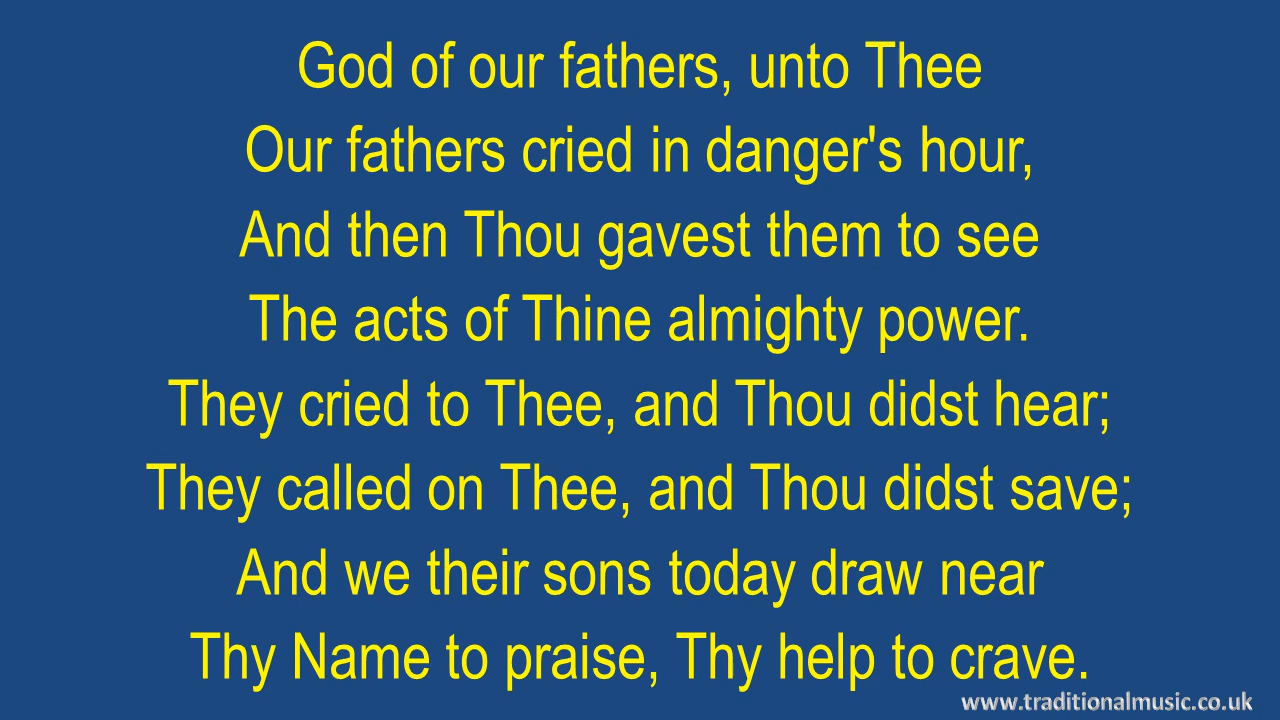 God of our fathers, unto Thee
Our fathers cried in danger's hour,
And then Thou gavest them to see
The acts of Thine almighty power.
They cried to Thee, and Thou didst hear;
They called on Thee, and Thou didst save;
And we their sons today draw near
Thy Name to praise, Thy help to crave.
www.traditionalmusic.co.uk